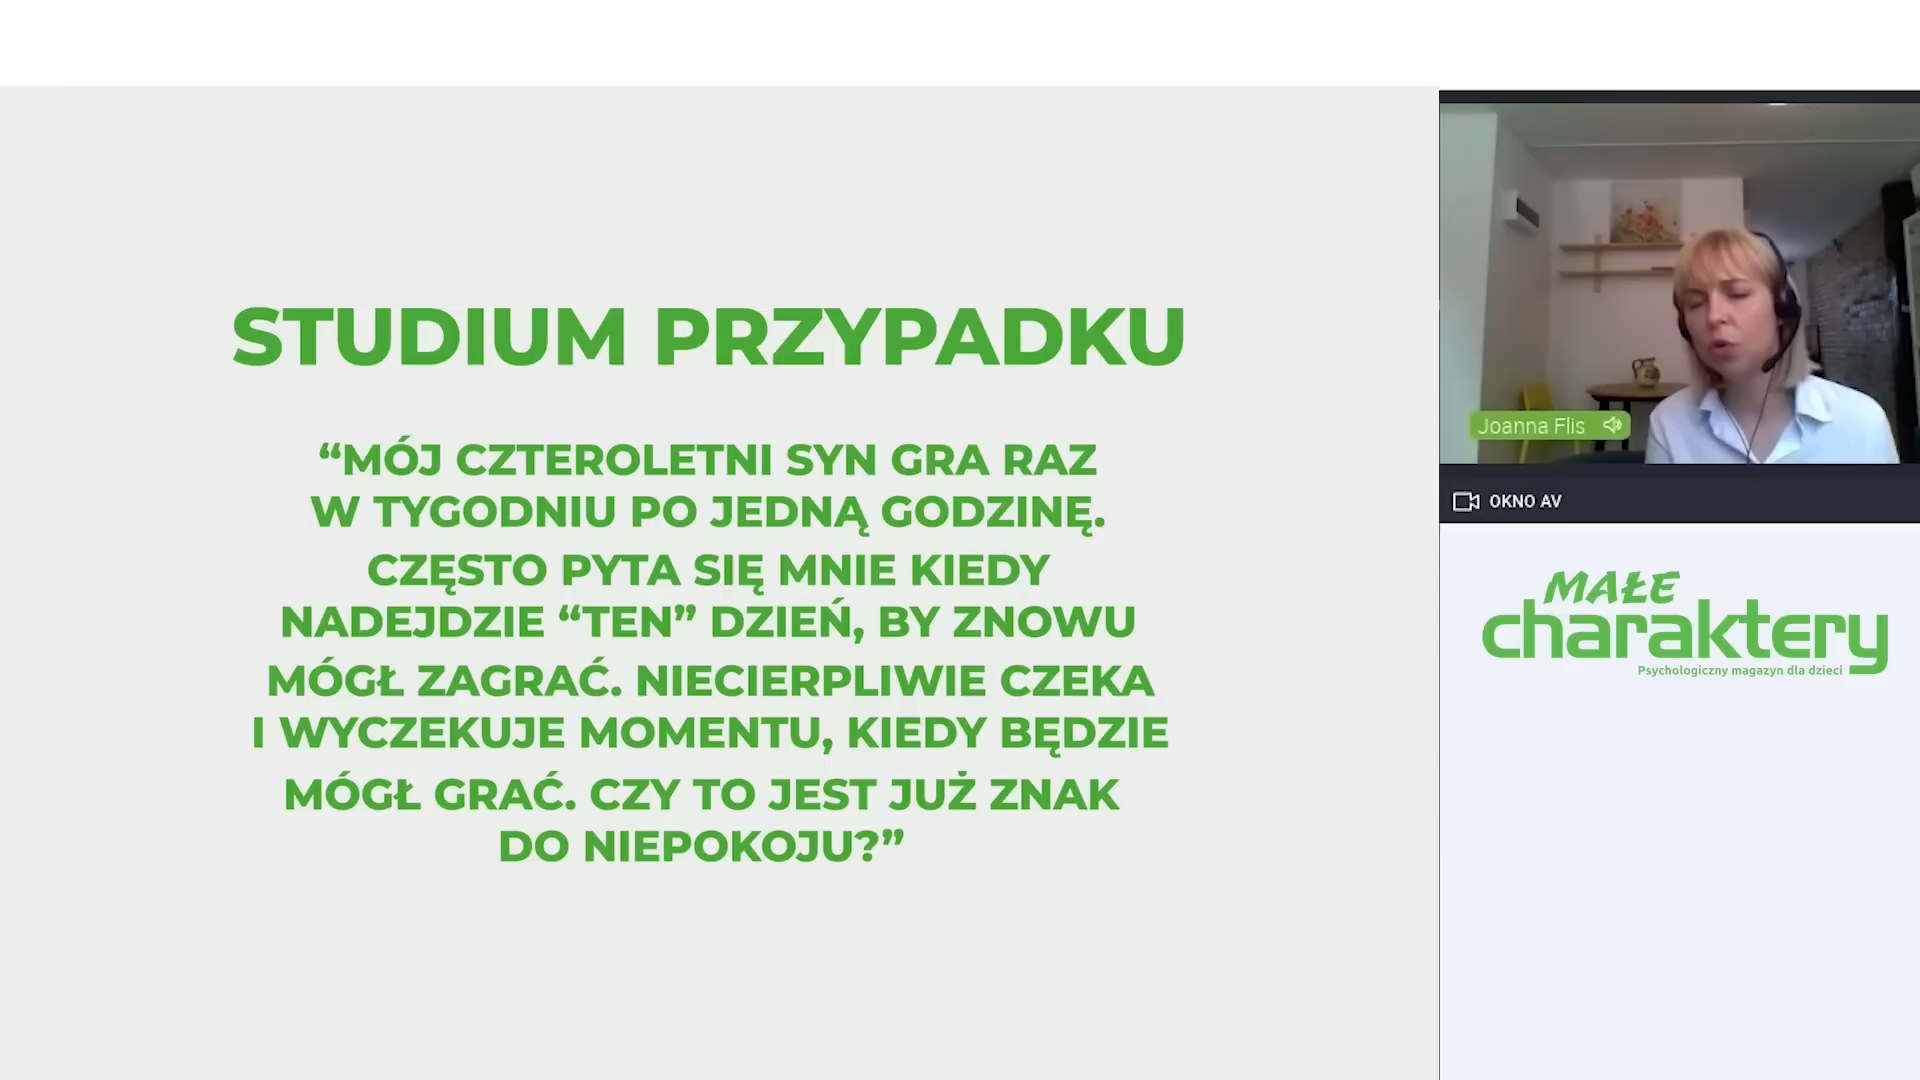 STUDIUM PRZYPADKU
“MÓJ CZTEROLETNI SYN GRA RAZ
W TYGODNIU PO JEDNĄ GODZINĘ.
CZĘSTO PYTA SIĘ MNIE KIEDY
NADEJDZIE “TEN” DZIEŃ, BY ZNOWU
MÓGŁ ZAGRAĆ. NIECIERPLIWIE CZEKA
I WYCZEKUJE MOMENTU, KIEDY BĘDZIE
MÓGŁ GRAĆ. CZY TO JEST JUŻ ZNAK
DO NIEPOKOJU?”
Joanna Flis
OKNO AV
MAŁE
charaktery
Psychologiczny magazyn dla dzieci